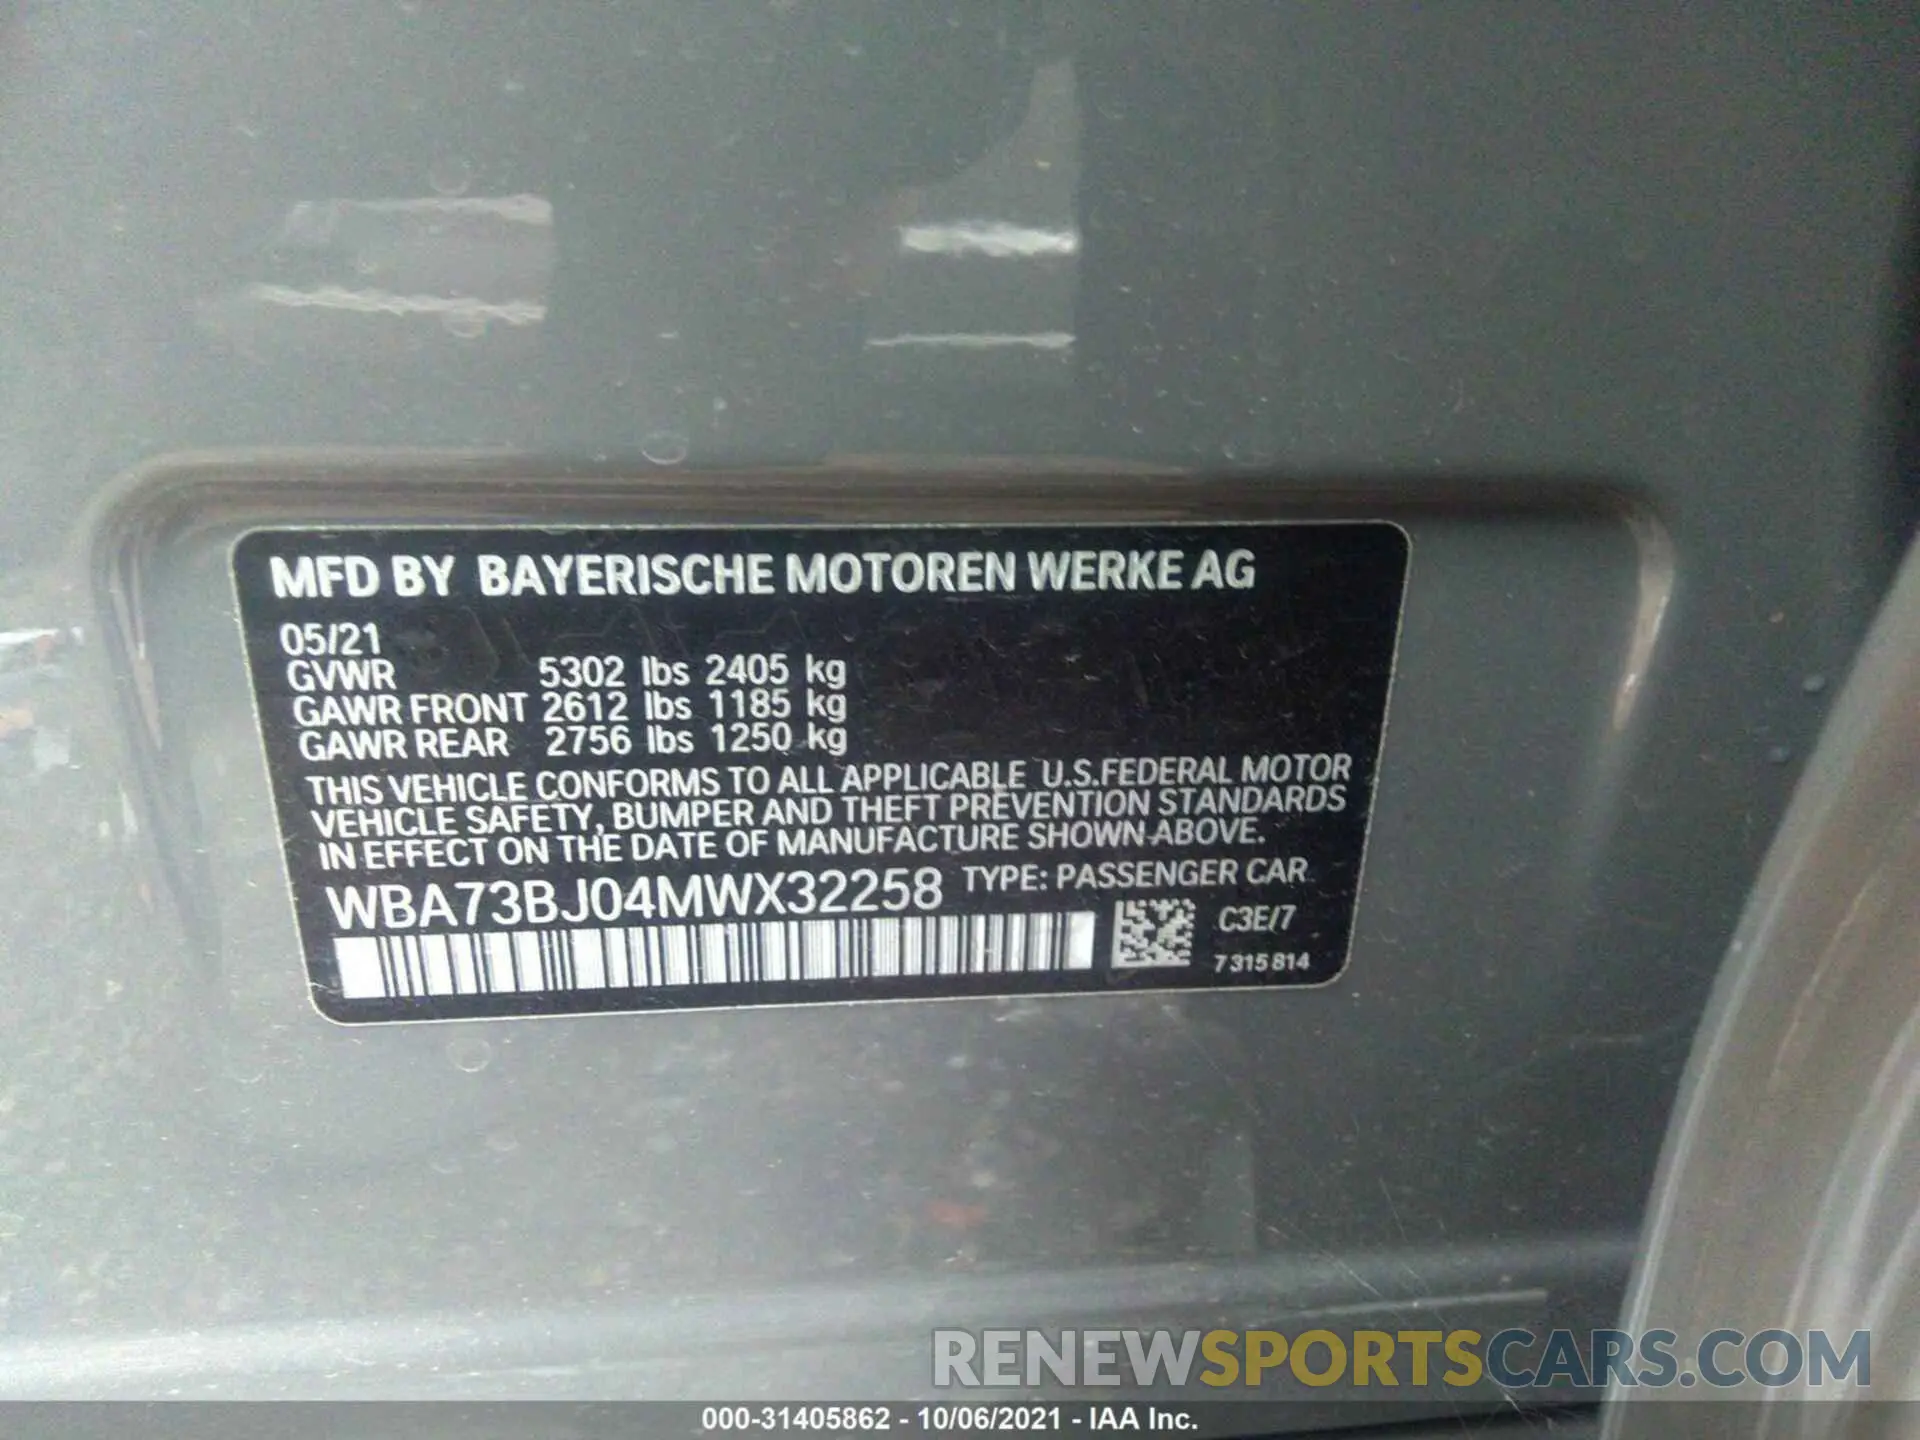 MFD BY BAYERISCHE MOTOREN WERKE AG
05/21
GVWR 5302 lbs 2405 kg
GAWR FRONT 2612 lbs 1185 kg
GAWR REAR 2756 lbs 1250 kg
THIS VEHICLE CONFORMS TO ALL APPLICABLE U.S.FEDERAL MOTOR
VEHICLE SAFETY, BUMPER AND THEFT PREVENTION STANDARDS
IN EFFECT ON THE DATE OF MANUFACTURE SHOWN ABOVE.
WBA73BJ04MWX32258 TYPE: PASSENGER CAR
C3E/7
7315814
RENEWSPORTSCARS.COM
000-31405862 - 10/06/2021 - IAA Inc.